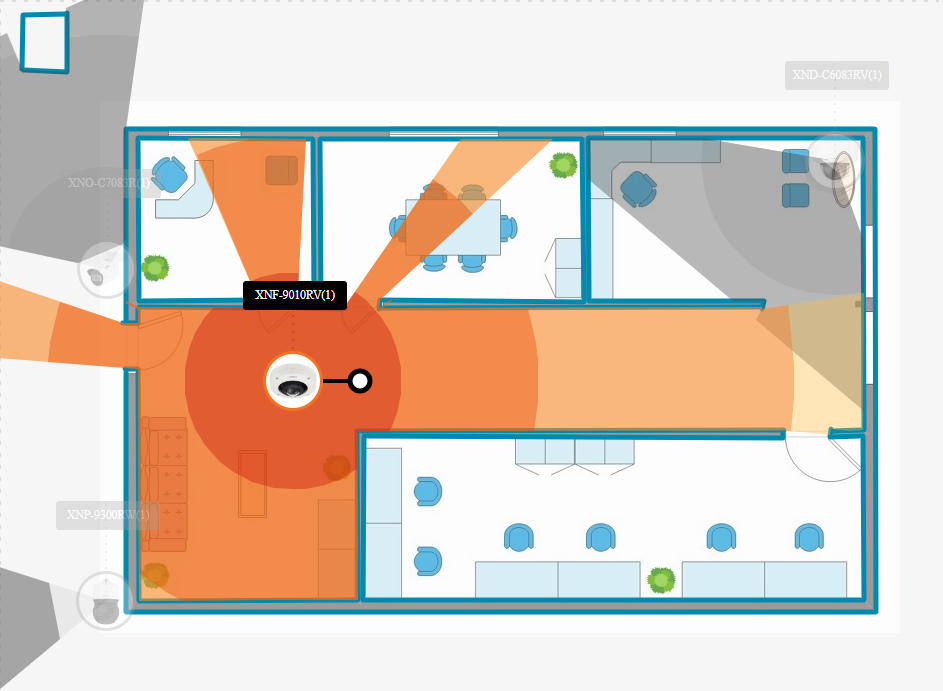 XND-C6083RV(1)
XNO-C7083R(1)
XNF-9010RV(1)
XNP-9300RW(1)